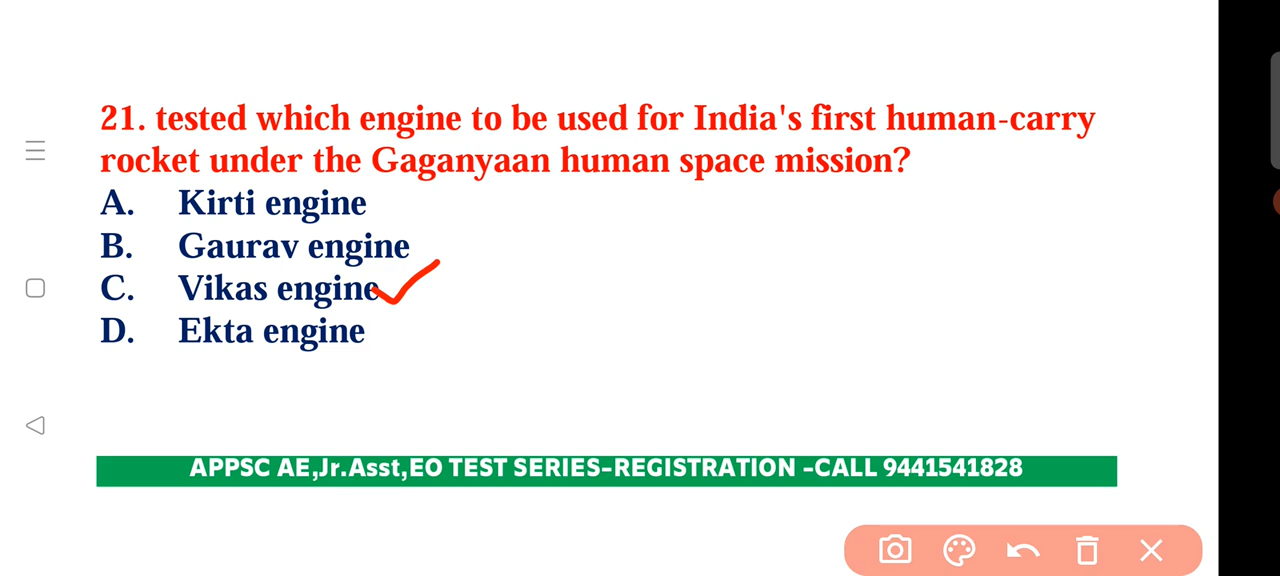 21. tested which engine to be used for India's first human-carry
rocket under the Gaganyaan human space mission?
A. Kirti engine
B. Gaurav engine
C. Vikas engine
D. Ekta engine
APPSC AE,Jr.Asst,EO TEST SERIES-REGISTRATION -CALL 9441541828